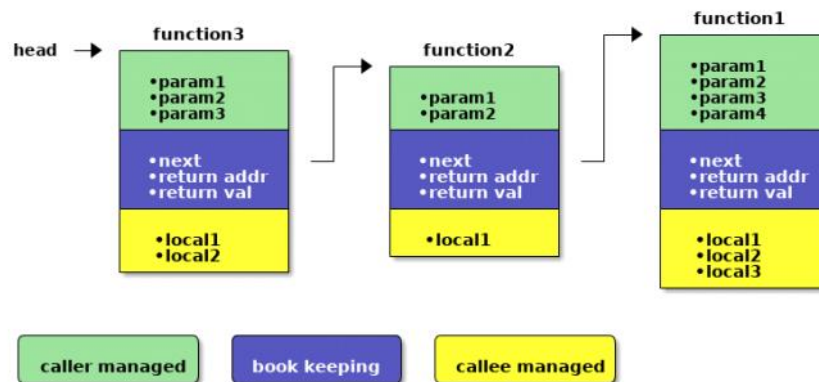 function3
head
•param1
•param2
•param3
•next
•return addr
•return val
•local1
•local2
function2
•param1
•param2
•next
•return addr
•return val
•local1
function1
•param1
•param2
•param3
•param4
•next
•return addr
•return val
•local1
•local2
•local3
caller managed
book keeping
callee managed